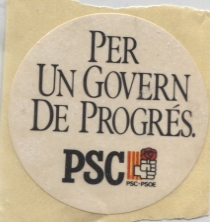 PER
UN GOVERN
DE PROGRÉS.
PSC
PSC-PSOE